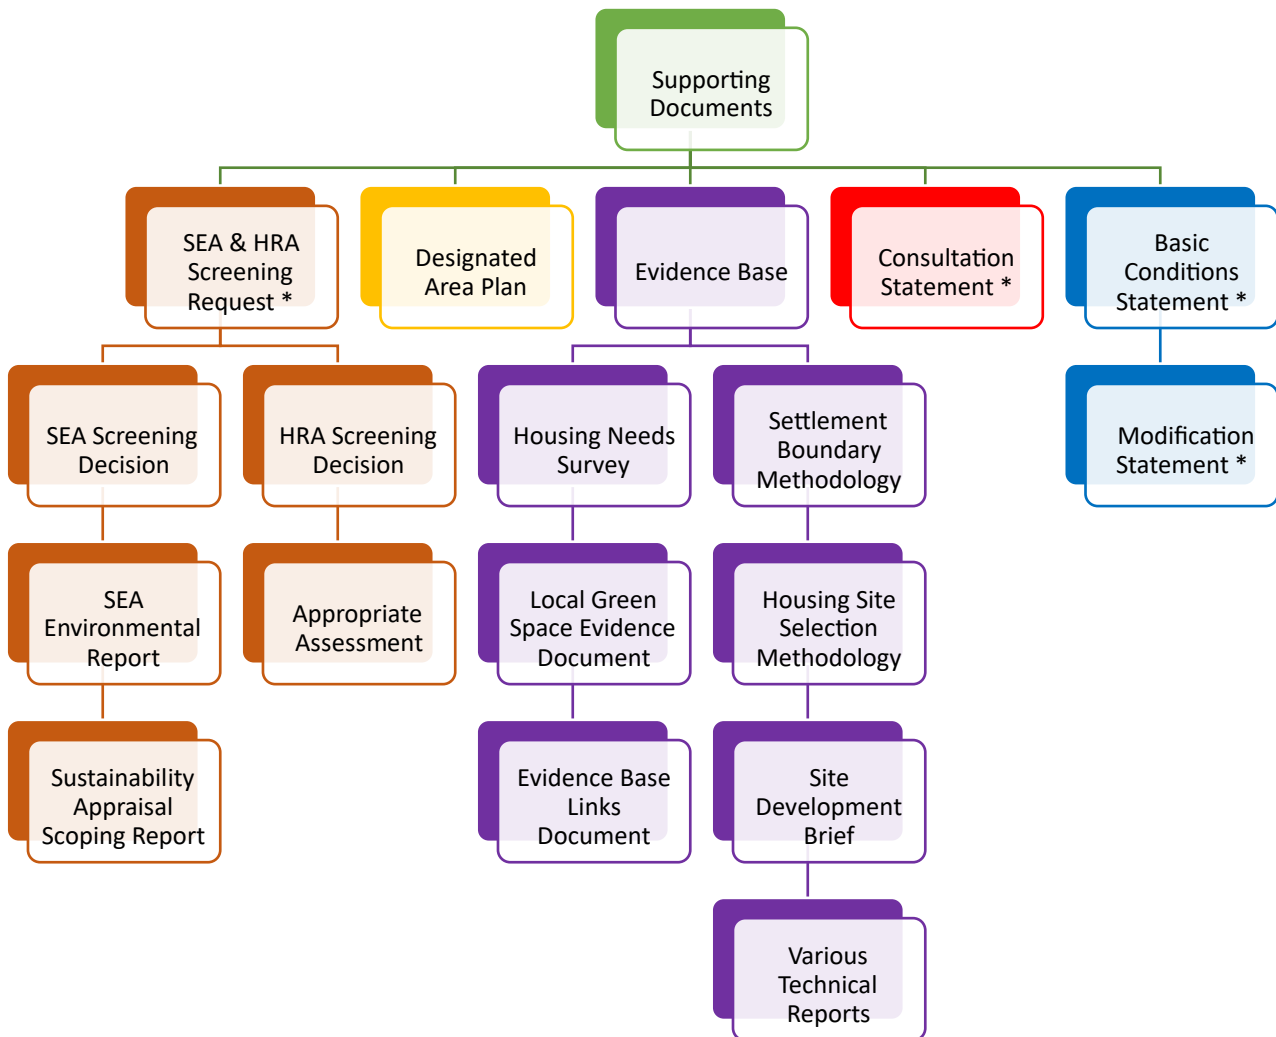 Supporting
Documents
SEA & HRA
Screening
Request *
Designated
Area Plan
Evidence Base
Consultation
Statement *
Basic
Conditions
Statement *
SEA Screening
Decision
HRA Screening
Decision
Housing Needs
Survey
Settlement
Boundary
Methodology
Modification
Statement *
SEA
Environmental
Report
Appropriate
Assessment
Local Green
Space Evidence
Document
Housing Site
Selection
Methodology
Sustainability
Appraisal
Scoping Report
Evidence Base
Links
Document
Site
Development
Brief
Various
Technical
Reports